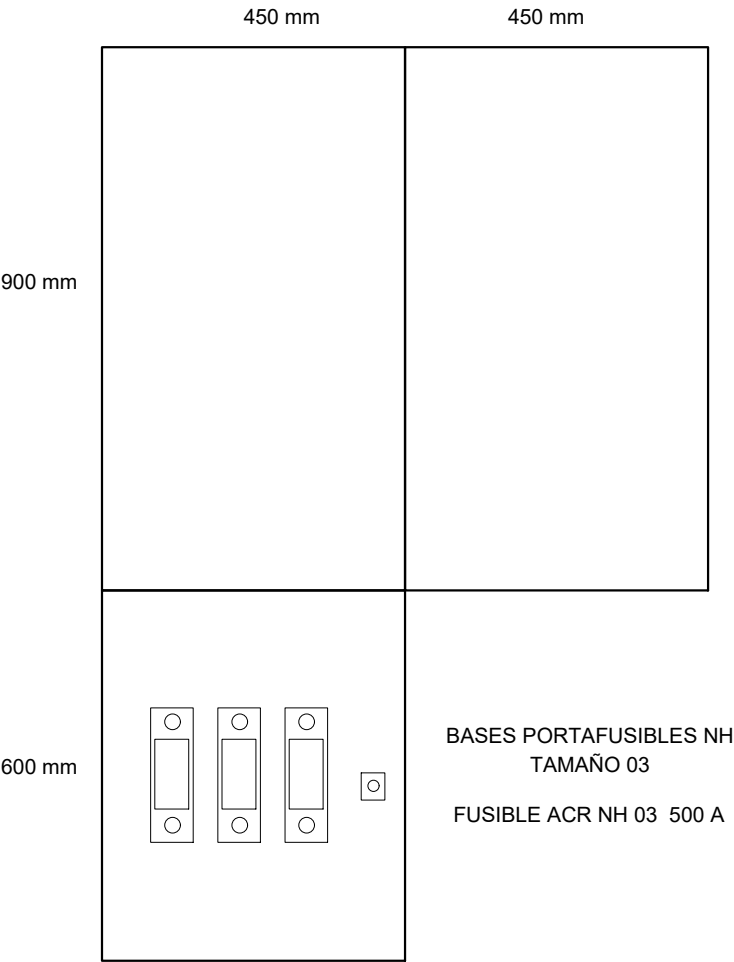 450 mm
450 mm
900 mm
600 mm
BASES PORTAFUSIBLES NH
TAMAÑO 03
FUSIBLE ACR NH 03 500 A